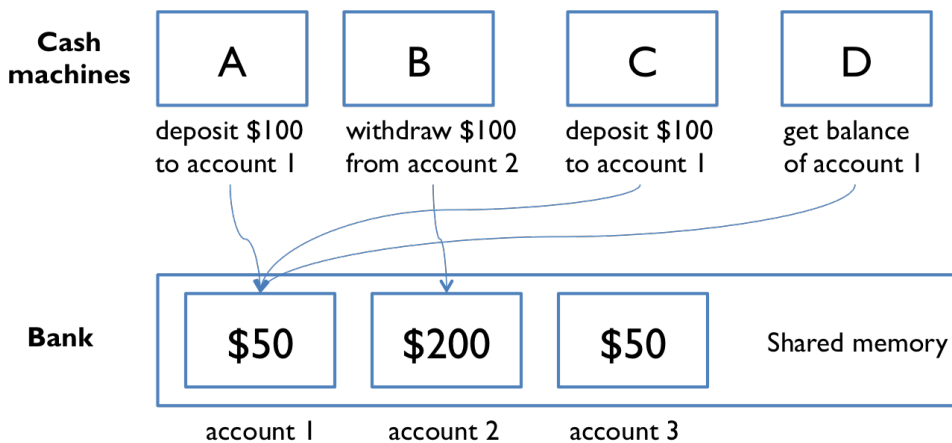 Cash
machines
A
B
C
D
deposit $100
to account 1
withdraw $100
from account 2
deposit $100
to account 1
get balance
of account 1
Bank
$50
$200
$50
Shared memory
account 1
account 2
account 3